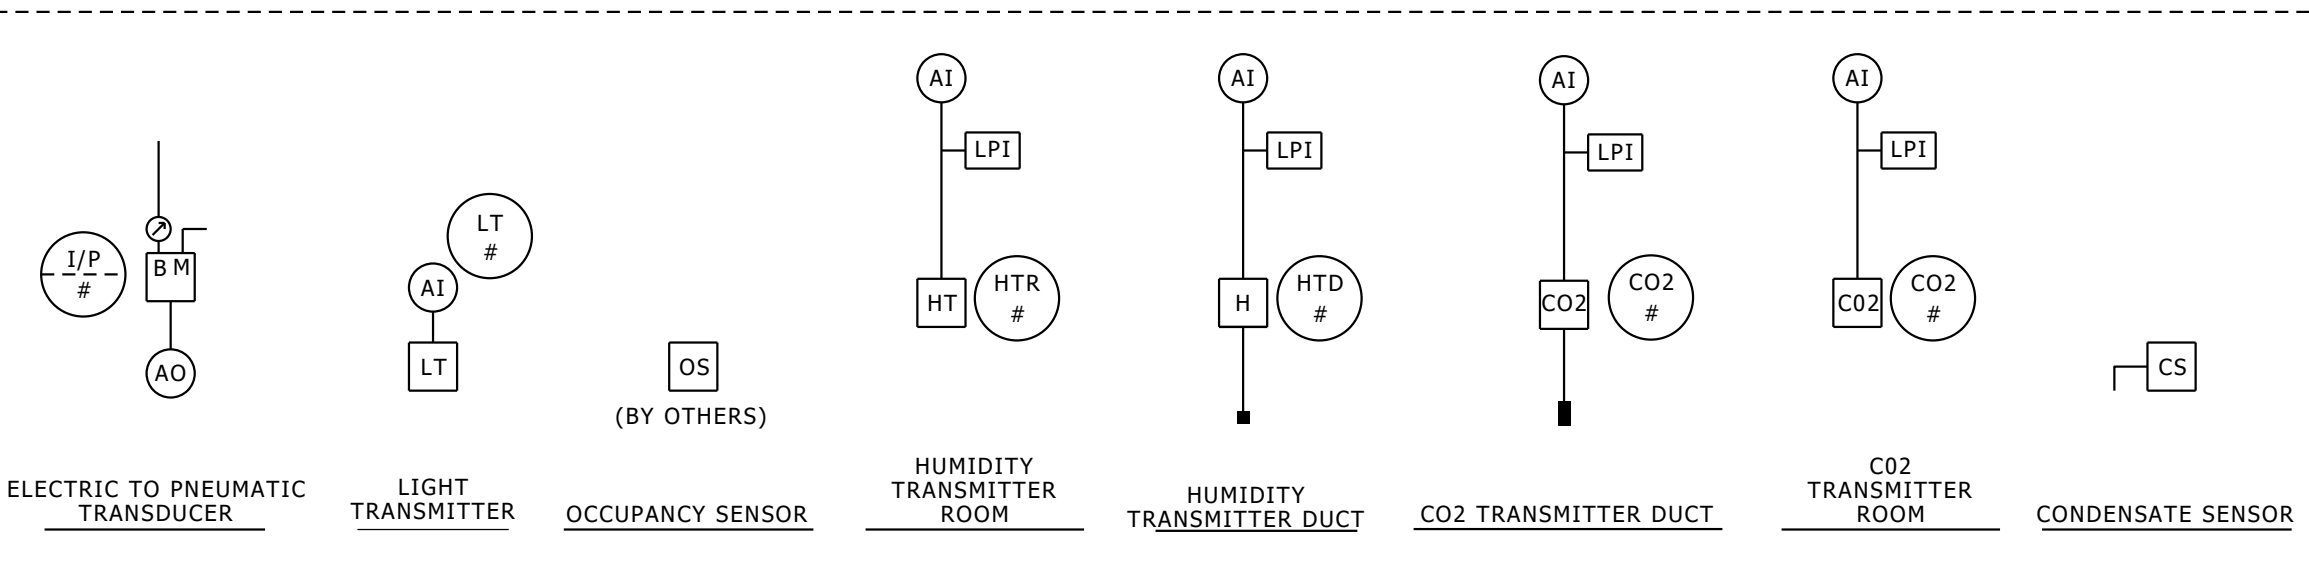 I/P
#
B M
AO
ELECTRIC TO PNEUMATIC
TRANSDUCER
LT
#
AI
LT
LIGHT
TRANSMITTER
OS
(BY OTHERS)
OCCUPANCY SENSOR
AI
LPI
HT
HTR
#
HUMIDITY
TRANSMITTER
ROOM
AI
LPI
H
HTD
#
HUMIDITY
TRANSMITTER DUCT
AI
LPI
CO2
CO2
#
CO2 TRANSMITTER DUCT
AI
LPI
C02
CO2
#
C02
TRANSMITTER
ROOM
CS
CONDENSATE SENSOR